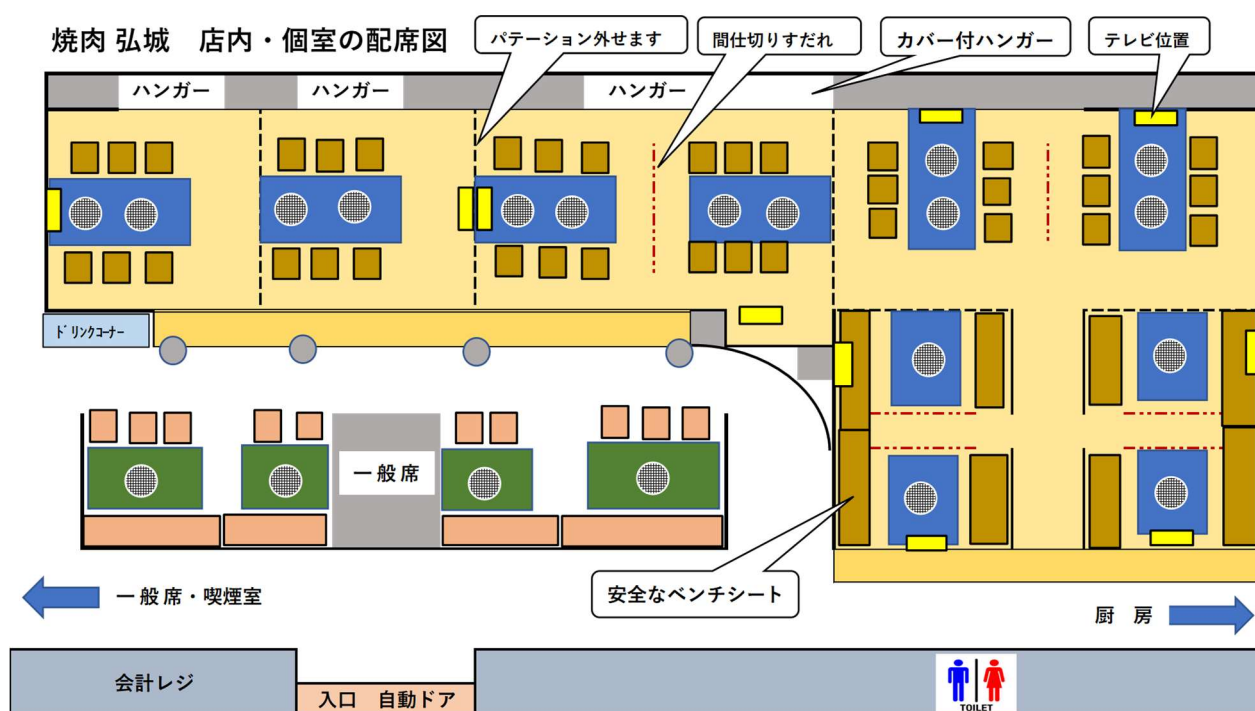 焼肉 弘城　店内・個室の配席図
パテーション外せます
間仕切りすだれ
カバー付ハンガー
テレビ位置
ハンガー
ハンガー
ハンガー
ﾄﾞﾘﾝｸｺｰﾅｰ
一般席
安全なベンチシート
一般席・喫煙室
厨　房
会計レジ
入口　自動ドア
TOILET